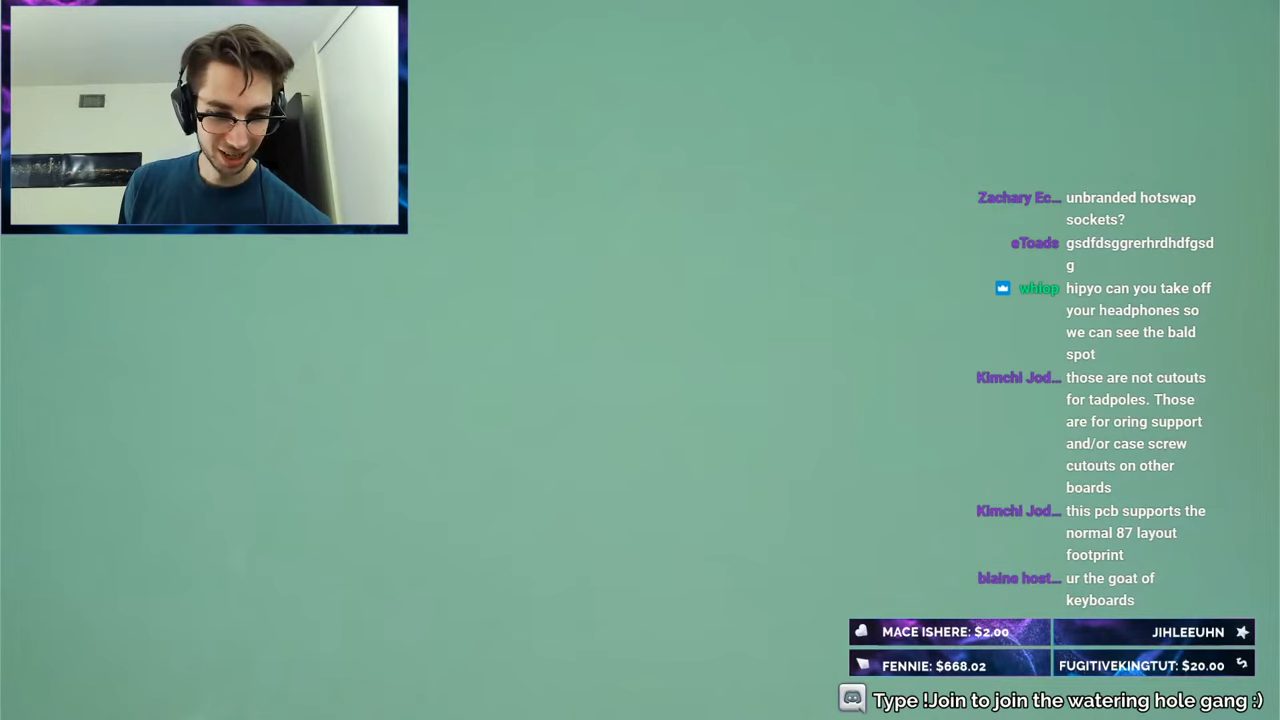 Zachary Ec... unbranded hotswap
sockets?
eToads gsdfdsggrerhrdhdfgsd
g
whiop hipyo can you take off
your headphones so
we can see the bald
spot
Kimchi Jod... those are not cutouts
for tadpoles. Those
are for oring support
and/or case screw
cutouts on other
boards
Kimchi Jod... this pcb supports the
normal 87 layout
footprint
blaine host... ur the goat of
keyboards
MACE ISHERE: $2.00
JIHLEEUHN
FENNIE: $668.02
FUGITIVEKINGTUT: $20.00
Type !Join to join the watering hole gang :)